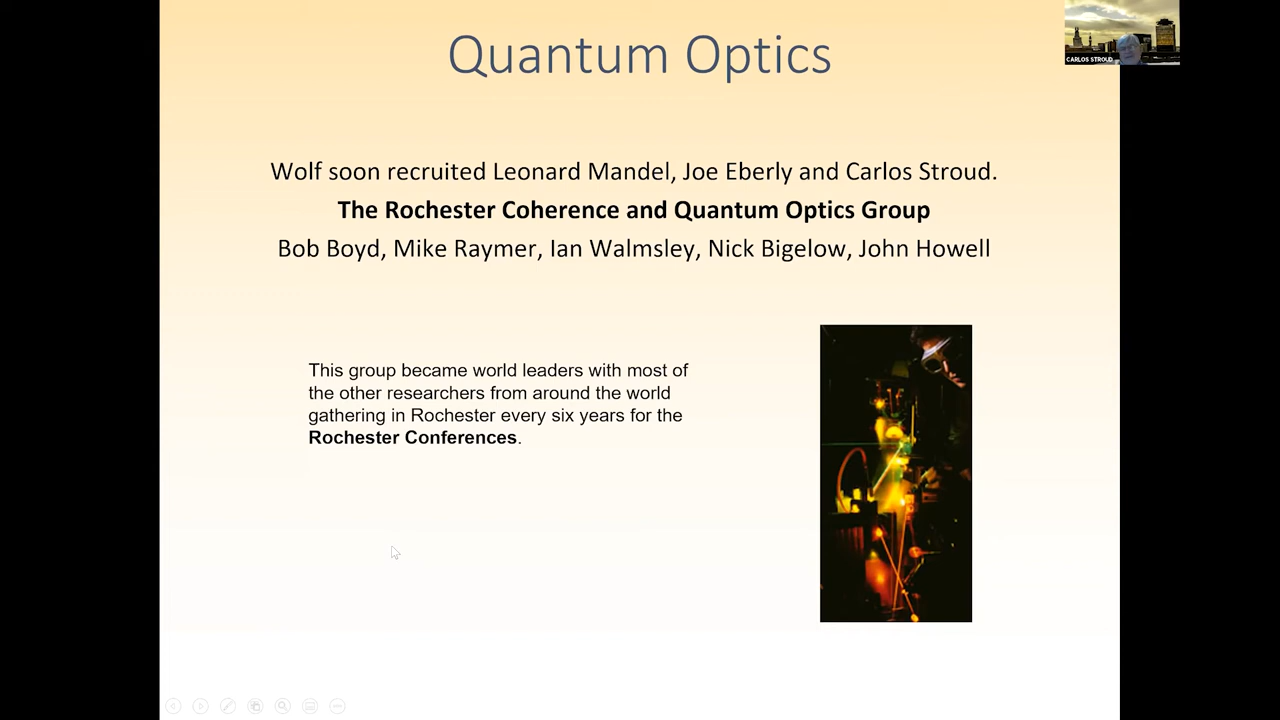 Quantum Optics
CARLOS STROUD
Wolf soon recruited Leonard Mandel, Joe Eberly and Carlos Stroud.
The Rochester Coherence and Quantum Optics Group
Bob Boyd, Mike Raymer, Ian Walmsley, Nick Bigelow, John Howell
This group became world leaders with most of
the other researchers from around the world
gathering in Rochester every six years for the
Rochester Conferences.